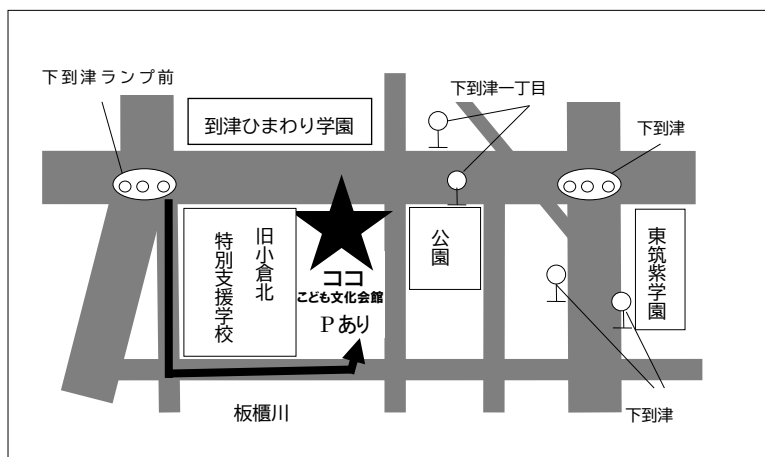 下到津ランプ前
到津ひまわり学園
下到津一丁目
下到津
旧小倉北
特別支援学校
ココ
こども文化会館
Pあり
公園
東筑紫学園
板櫃川
下到津